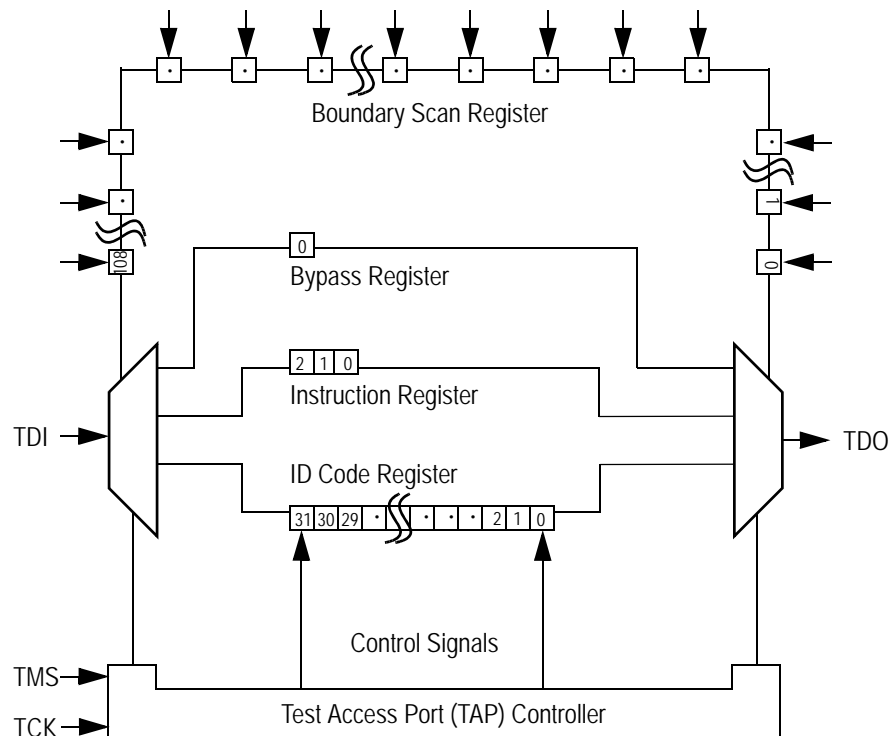 Boundary Scan Register
1
108
0
0
Bypass Register
2 1 0
Instruction Register
TDI
TDO
ID Code Register
31 30 29 · · · · 2 1 0
Control Signals
TMS
Test Access Port (TAP) Controller
TCK